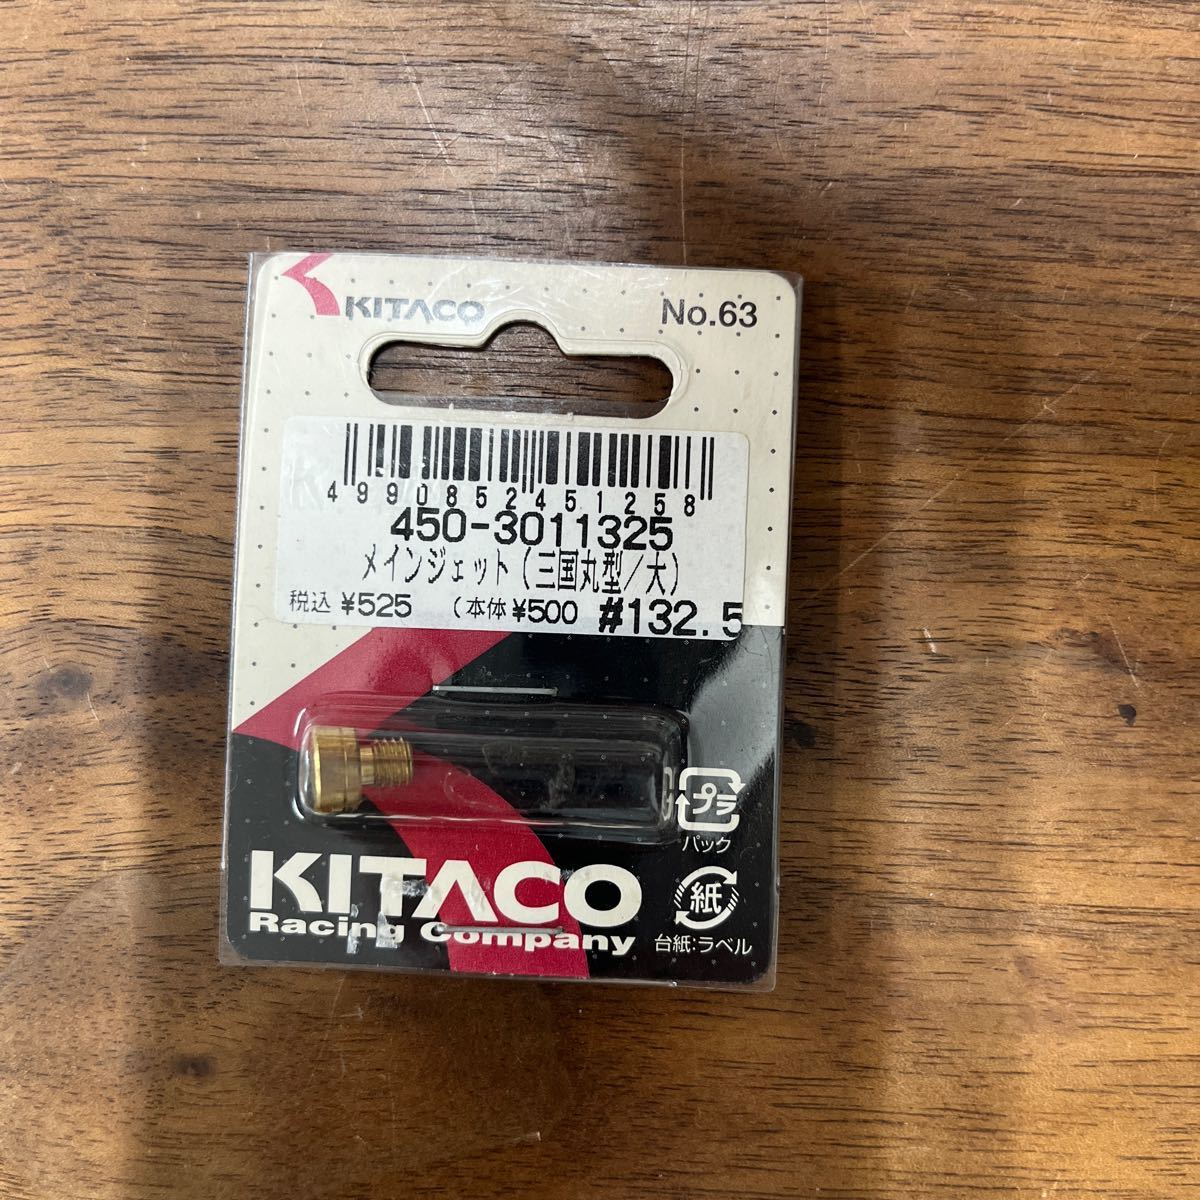 KITACO
No.63
4990852451258
450-3011325
メインジェット(三国丸型/大)
税込 ¥525 (本体 ¥500 #132.5
プラ
パック
KITACO
Racing Company
紙
台紙:ラベル